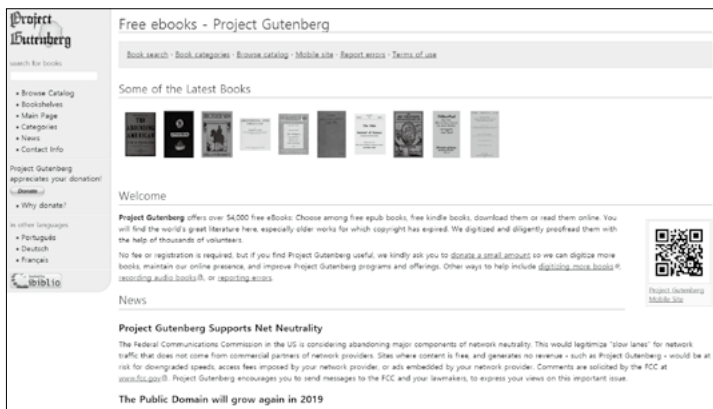 Project
Gutenberg
search for books
• Browse Catalog
• Bookshelves
• Main Page
• Categories
• News
• Contact Info
Project Gutenberg
appreciates your donation!
Donate
• Why donate?
in other languages
• Português
• Deutsch
• Français
ibiblio
Free ebooks - Project Gutenberg
Book search · Book categories · Browse catalog · Mobile site · Report errors · Terms of use
Some of the Latest Books
THE
ABOUNDING
AMERICAN
Welcome
Project Gutenberg offers over 54,000 free eBooks: Choose among free epub books, free kindle books, download them or read them online. You
will find the world's great literature here, especially older works for which copyright has expired. We digitized and diligently proofread them with
the help of thousands of volunteers.
No fee or registration is required, but if you find Project Gutenberg useful, we kindly ask you to donate a small amount so we can digitize more
books, maintain our online presence, and improve Project Gutenberg programs and offerings. Other ways to help include digitizing more books,
recording audio books, or reporting errors.
Project Gutenberg
Mobile Site
News
Project Gutenberg Supports Net Neutrality
The Federal Communications Commission in the US is considering abandoning major components of network neutrality. This would legitimize "slow lanes" for network
traffic that does not come from commercial partners of network providers. Sites where content is free, and generates no revenue - such as Project Gutenberg - would be at
risk for downgraded speeds, access fees imposed by your network provider, or ads embedded by your network provider. Comments are solicited by the FCC at
www.fcc.gov. Project Gutenberg encourages you to send messages to the FCC and your lawmakers, to express your views on this important issue.
The Public Domain will grow again in 2019